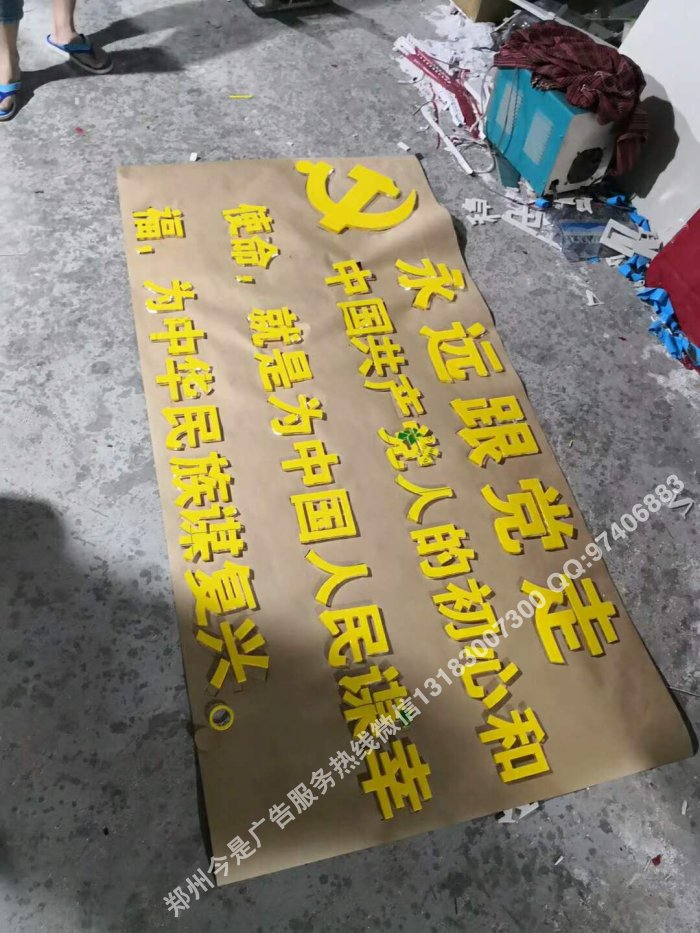 永远跟党走
中国共产党人的初心和
使命，就是为中国人民谋幸
福，为中华民族谋复兴。
郑州今是广告服务热线微信13183007300 QQ:97406883